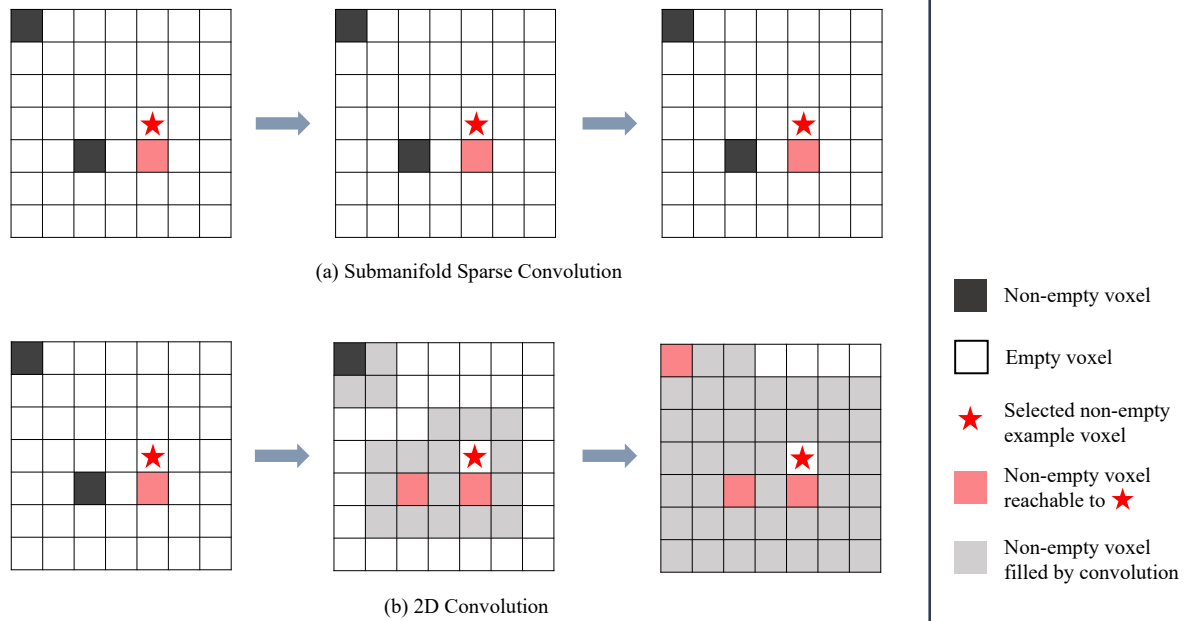 (a) Submanifold Sparse Convolution
(b) 2D Convolution
Non-empty voxel
Empty voxel
Selected non-empty
example voxel
Non-empty voxel
reachable to
Non-empty voxel
filled by convolution